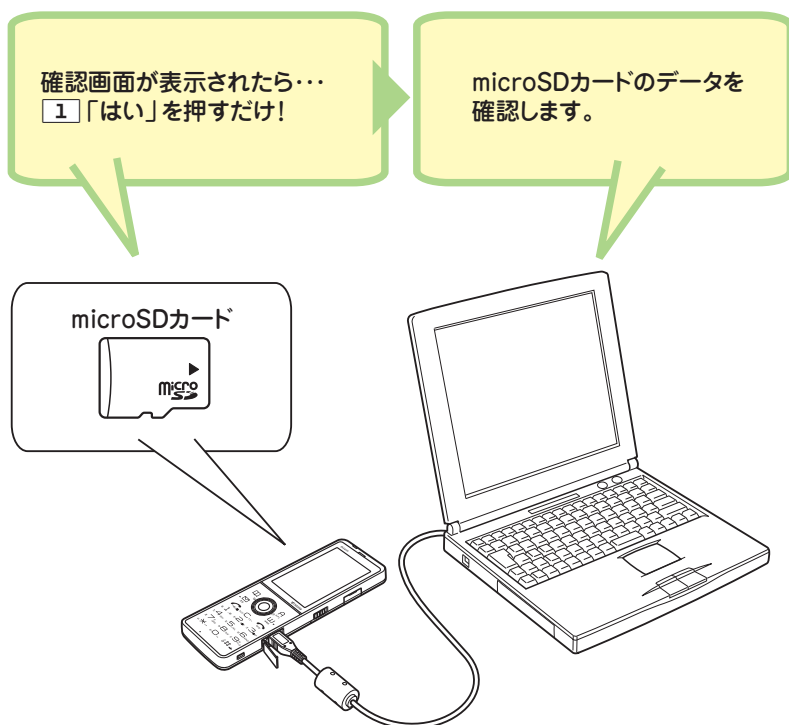 確認画面が表示されたら･･･
1「はい」を押すだけ！
microSDカードのデータを
確認します。
microSDカード
micro
SD